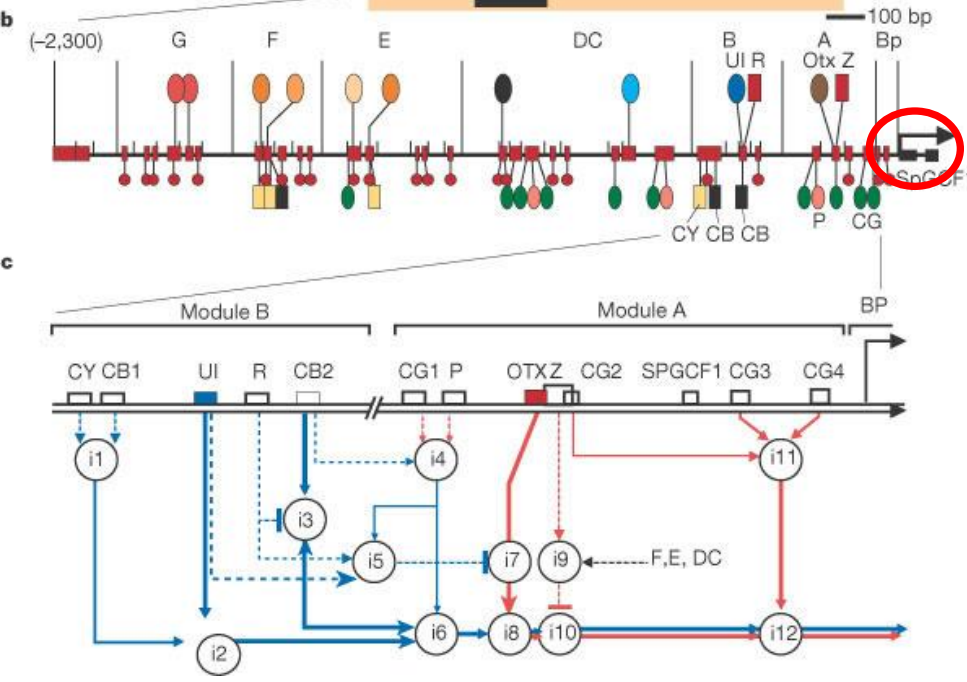 b
100 bp
(–2,300) G F E DC B A Bp
UI R Otx Z
SpGCF
CY CB CB P CG
c
Module B Module A BP
CY CB1 UI R CB2 CG1 P OTX Z CG2 SPGCF1 CG3 CG4
i1 i4 i11
i3
i5 i7 i9 F,E, DC
i2 i6 i8 i10 i12